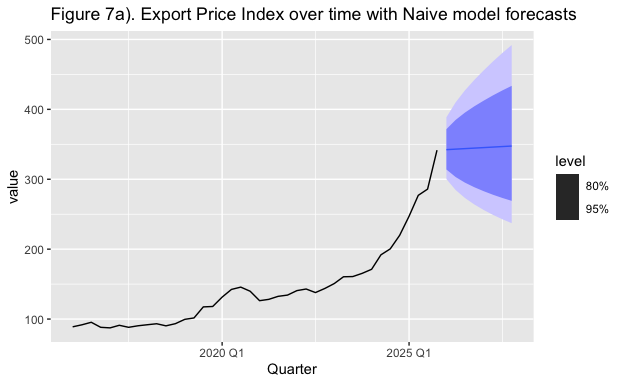 Figure 7a). Export Price Index over time with Naive model forecasts
500
400
300
200
100
value
2020 Q1
2025 Q1
Quarter
level
80%
95%